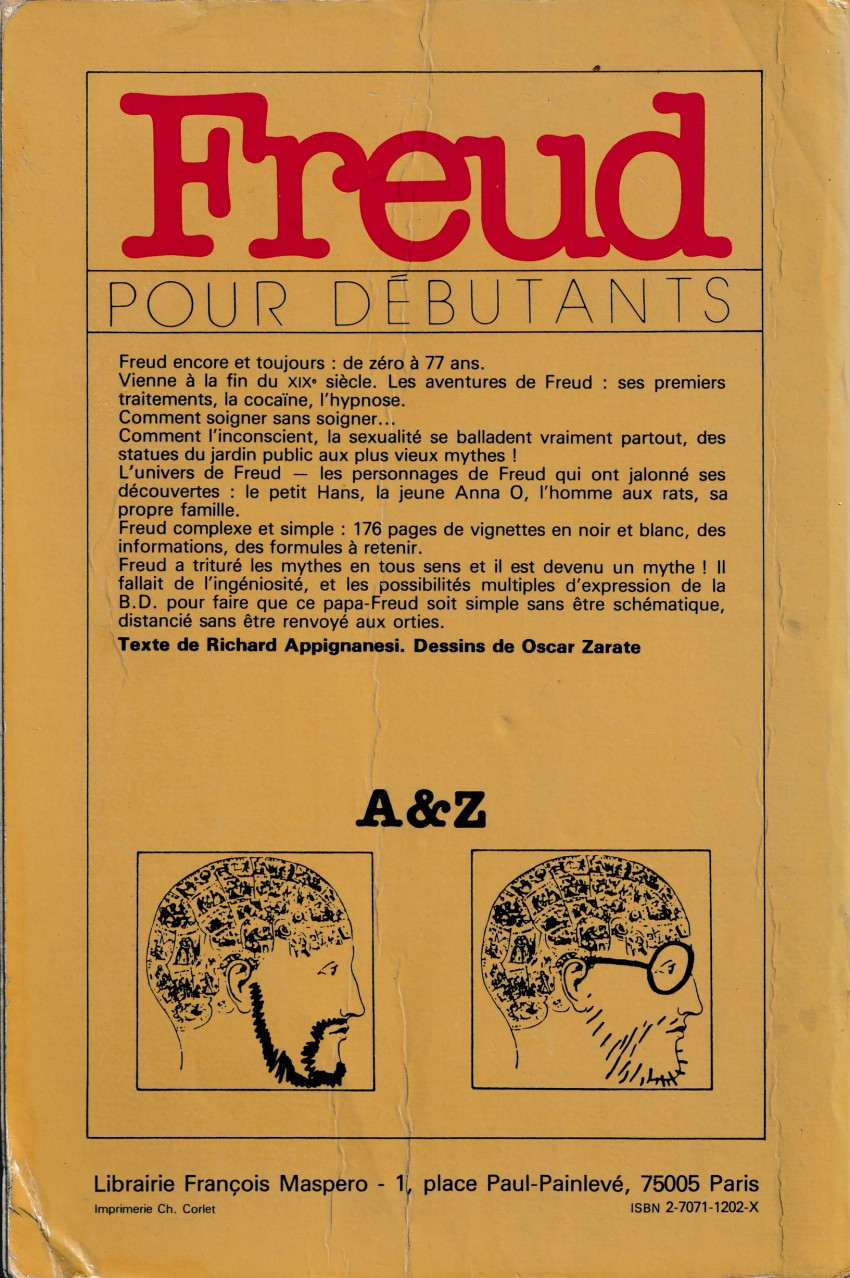 Freud
POUR DÉBUTANTS
Freud encore et toujours : de zéro à 77 ans.
Vienne à la fin du XIXe siècle. Les aventures de Freud : ses premiers
traitements, la cocaïne, l'hypnose.
Comment soigner sans soigner...
Comment l'inconscient, la sexualité se balladent vraiment partout, des
statues du jardin public aux plus vieux mythes !
L'univers de Freud — les personnages de Freud qui ont jalonné ses
découvertes : le petit Hans, la jeune Anna O, l'homme aux rats, sa
propre famille.
Freud complexe et simple : 176 pages de vignettes en noir et blanc, des
informations, des formules à retenir.
Freud a trituré les mythes en tous sens et il est devenu un mythe ! Il
fallait de l'ingéniosité, et les possibilités multiples d'expression de la
B.D. pour faire que ce papa-Freud soit simple sans être schématique,
distancié sans être renvoyé aux orties.
Texte de Richard Appignanesi. Dessins de Oscar Zarate
A&Z
Librairie François Maspero - 1, place Paul-Painlevé, 75005 Paris
Imprimerie Ch. Corlet
ISBN 2-7071-1202-X